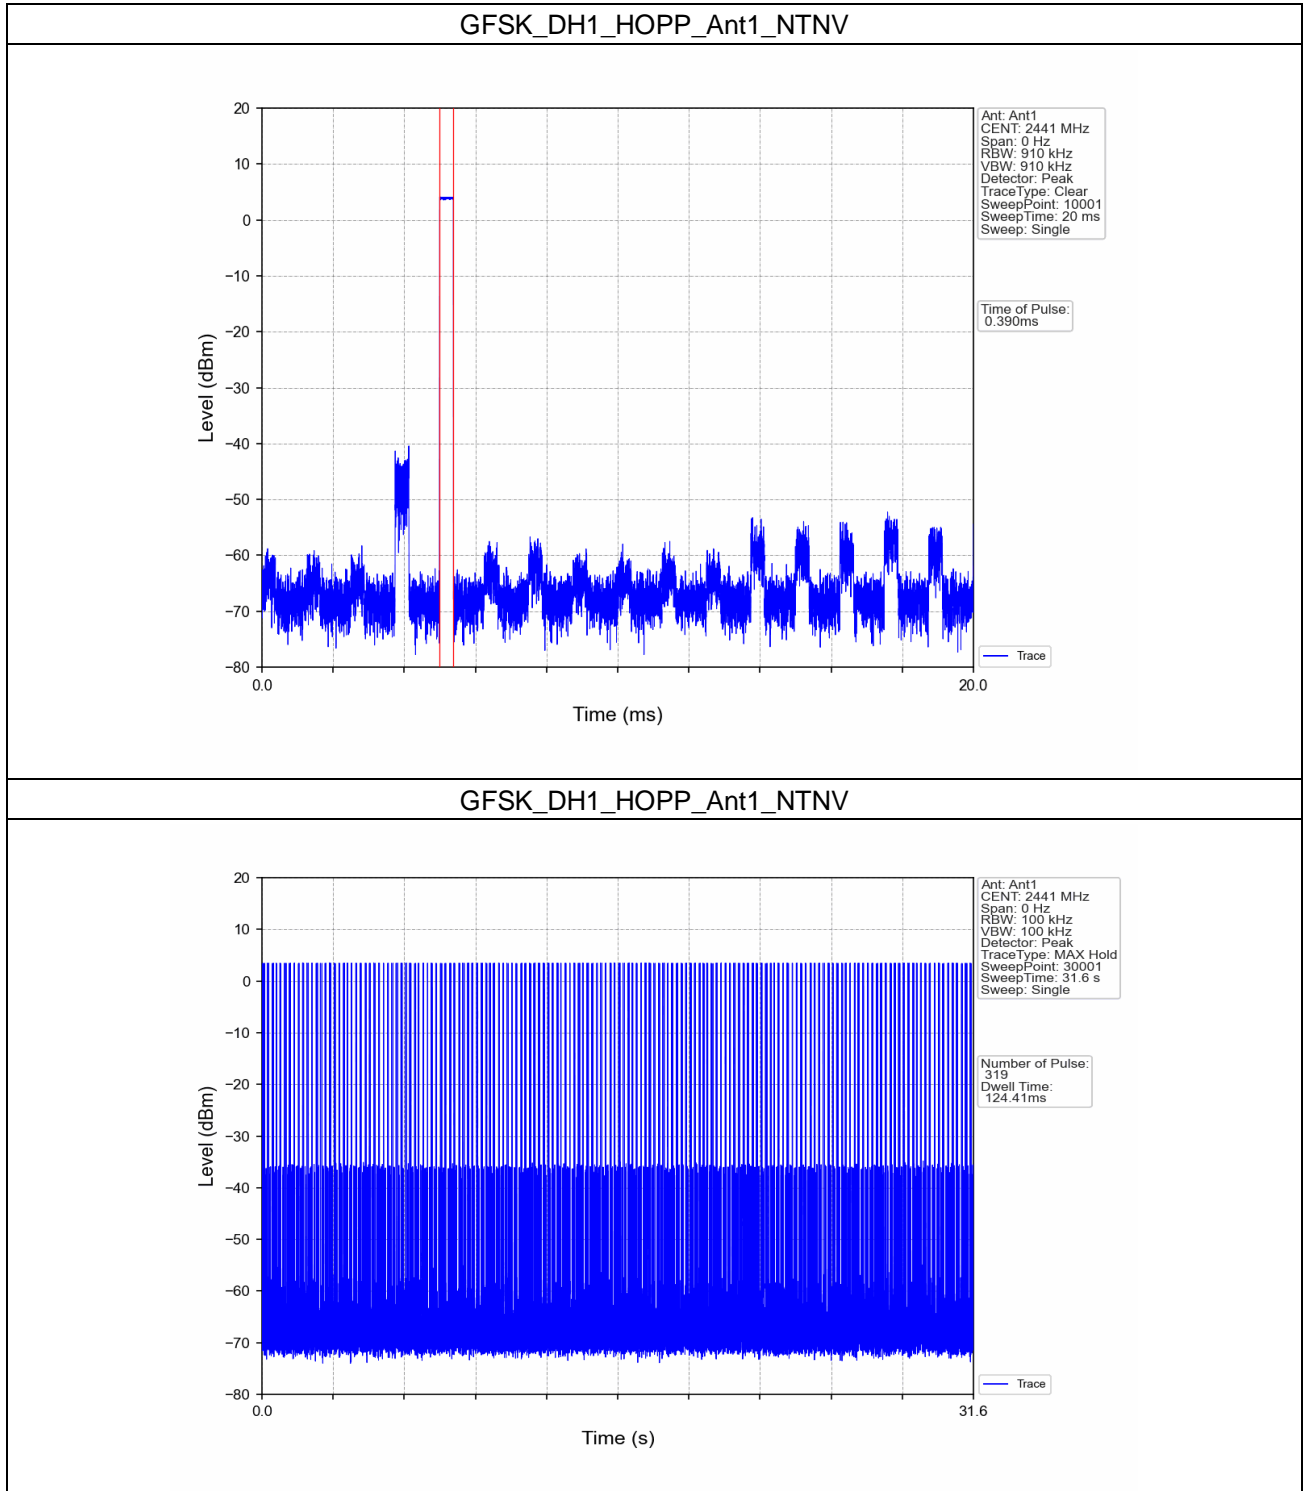 GFSK_DH1_HOPP_Ant1_NTNV
20
10
0
−10
−20
−30
−40
−50
−60
−70
−80
Level (dBm)
0.0
20.0
Time (ms)
Ant: Ant1
CENT: 2441 MHz
Span: 0 Hz
RBW: 910 kHz
VBW: 910 kHz
Detector: Peak
TraceType: Clear
SweepPoint: 10001
SweepTime: 20 ms
Sweep: Single
Time of Pulse:
0.390ms
Trace
GFSK_DH1_HOPP_Ant1_NTNV
20
10
0
−10
−20
−30
−40
−50
−60
−70
−80
Level (dBm)
0.0
31.6
Time (s)
Ant: Ant1
CENT: 2441 MHz
Span: 0 Hz
RBW: 100 kHz
VBW: 100 kHz
Detector: Peak
TraceType: MAX Hold
SweepPoint: 30001
SweepTime: 31.6 s
Sweep: Single
Number of Pulse:
319
Dwell Time:
124.41ms
Trace